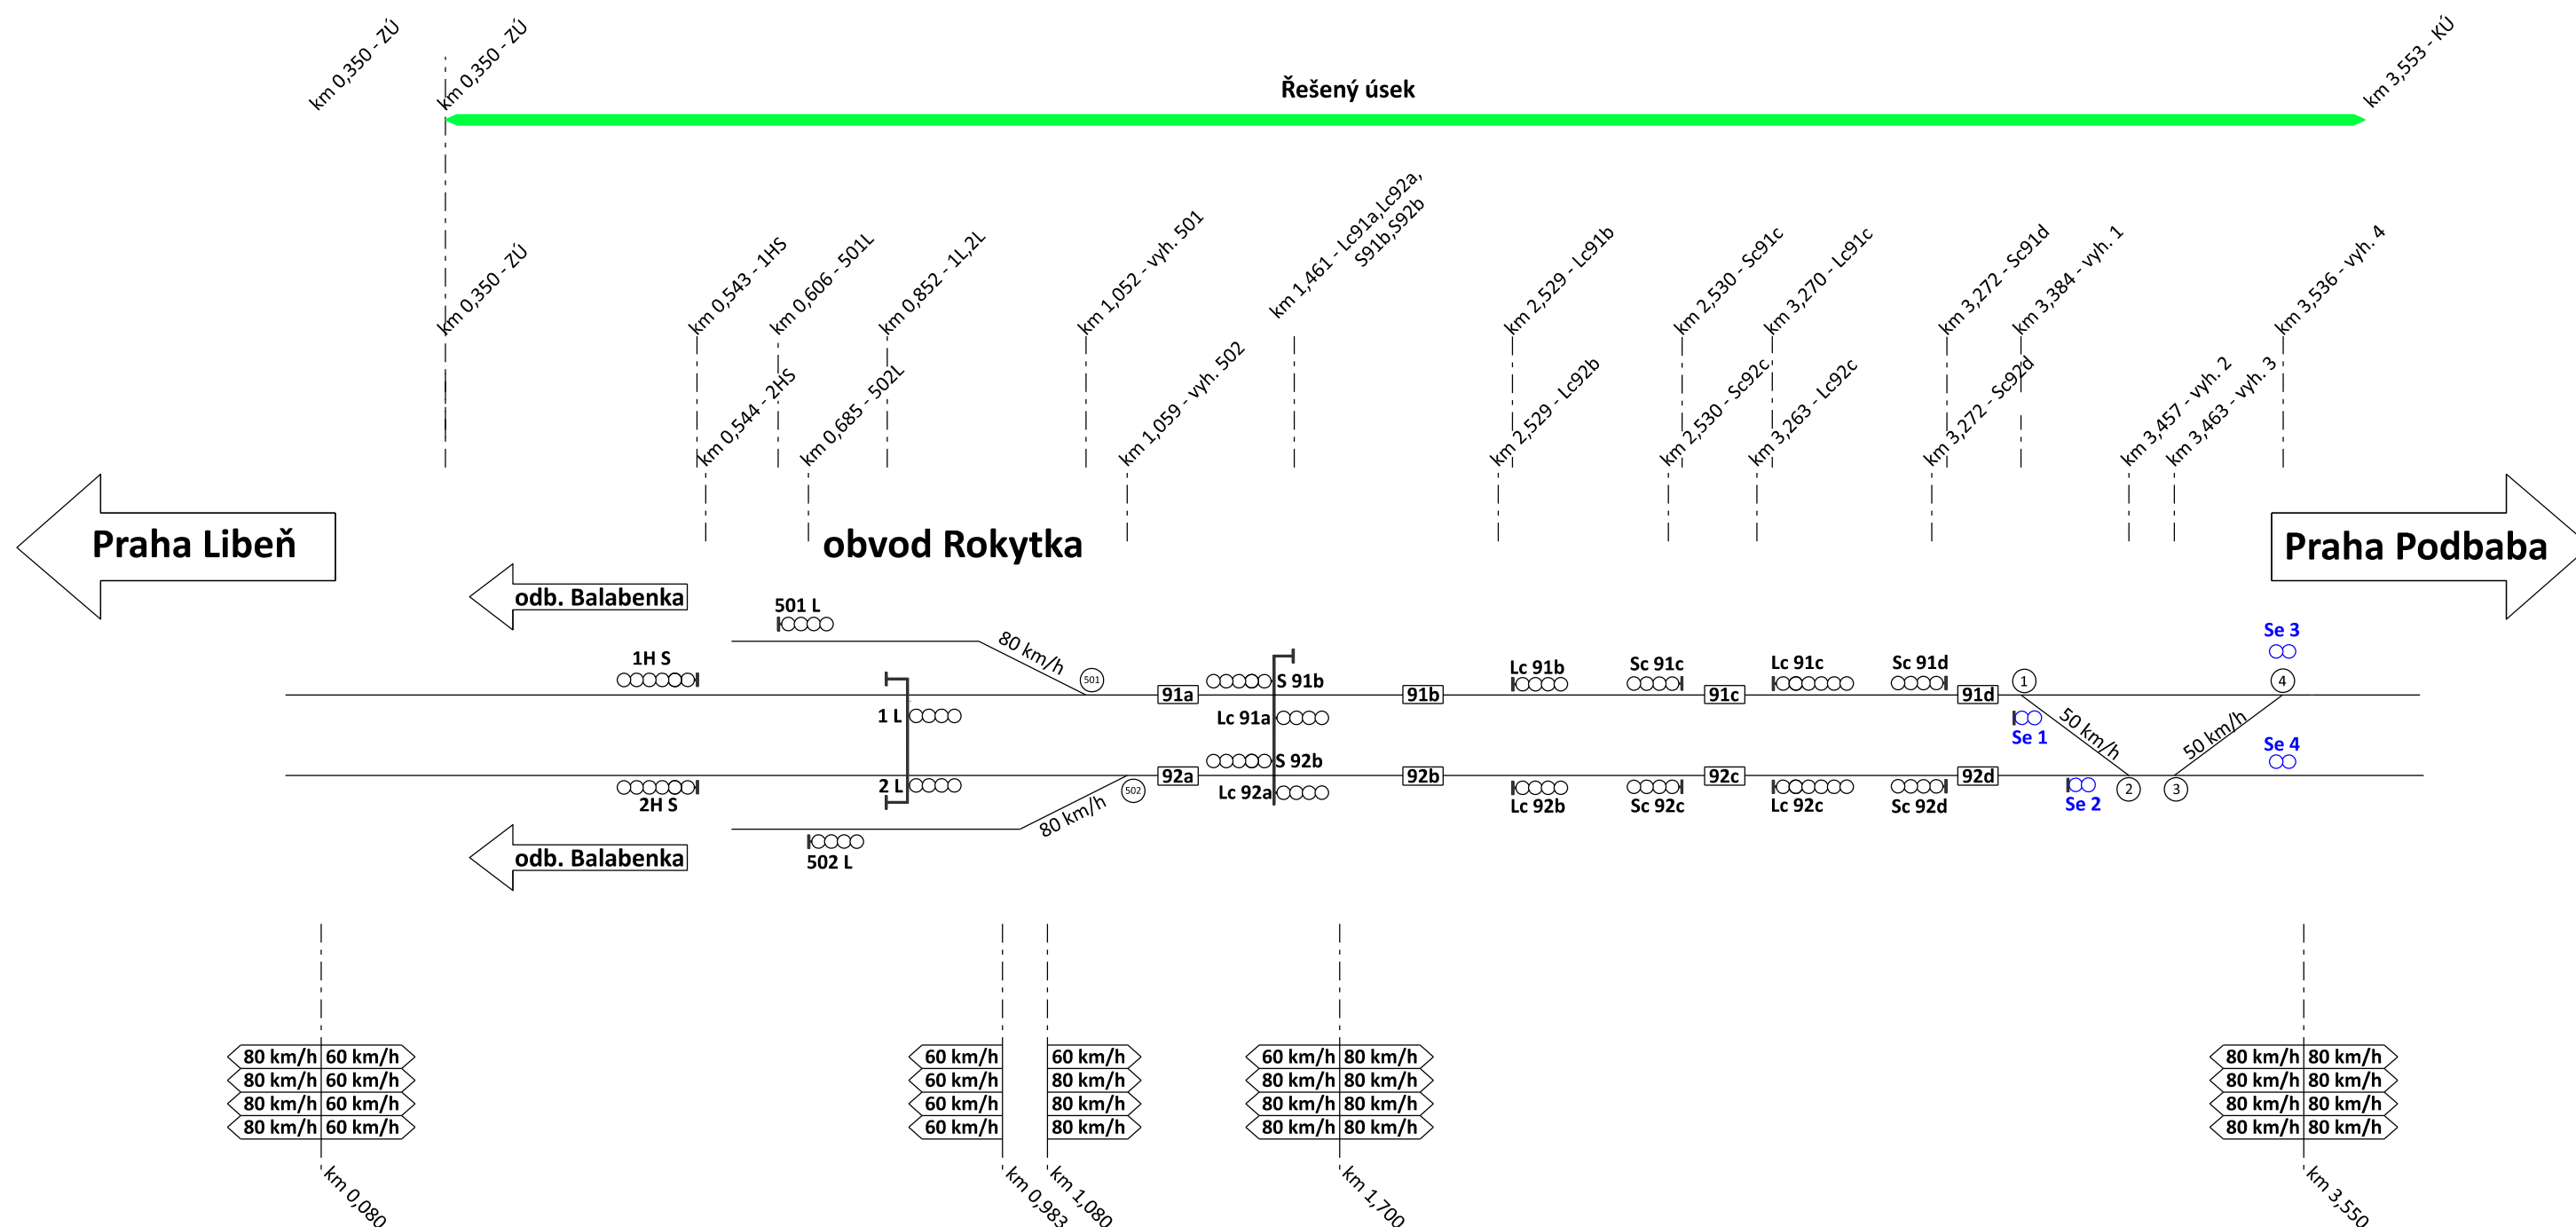 km 0,350 - ZÚ
km 0,350 - ZÚ
km 3,553 - KÚ
Řešený úsek
km 0,350 - ZÚ
km 0,543 - 1HS
km 0,606 - 501L
km 0,852 - 1L,2L
km 1,052 - vyh. 501
km 1,461 - Lc91a,Lc92a,
S91b,S92b
km 2,529 - Lc91b
km 2,530 - Sc91c
km 3,270 - Lc91c
km 3,272 - Sc91d
km 3,384 - vyh. 1
km 3,536 - vyh. 4
km 0,544 - 2HS
km 0,685 - 502L
km 1,059 - vyh. 502
km 2,529 - Lc92b
km 2,530 - Sc92c
km 3,263 - Lc92c
km 3,272 - Sc92d
km 3,457 - vyh. 2
km 3,463 - vyh. 3
Praha Libeň
obvod Rokytka
Praha Podbaba
odb. Balabenka
501 L
80 km/h
Se 3
1H S
501
S 91b
Lc 91b
Sc 91c
Lc 91c
Sc 91d
1
4
91a
91b
91c
91d
1 L
Lc 91a
Se 1
50 km/h
50 km/h
Se 4
S 92b
92a
92b
92c
92d
2H S
2 L
502
Lc 92a
Lc 92b
Sc 92c
Lc 92c
Sc 92d
Se 2
2
3
80 km/h
odb. Balabenka
502 L
80 km/h 60 km/h
80 km/h 60 km/h
80 km/h 60 km/h
80 km/h 60 km/h
km 0,080
60 km/h
60 km/h
60 km/h
60 km/h
km 0,983
60 km/h
80 km/h
80 km/h
80 km/h
km 1,080
60 km/h 80 km/h
80 km/h 80 km/h
80 km/h 80 km/h
80 km/h 80 km/h
km 1,700
80 km/h 80 km/h
80 km/h 80 km/h
80 km/h 80 km/h
80 km/h 80 km/h
km 3,550